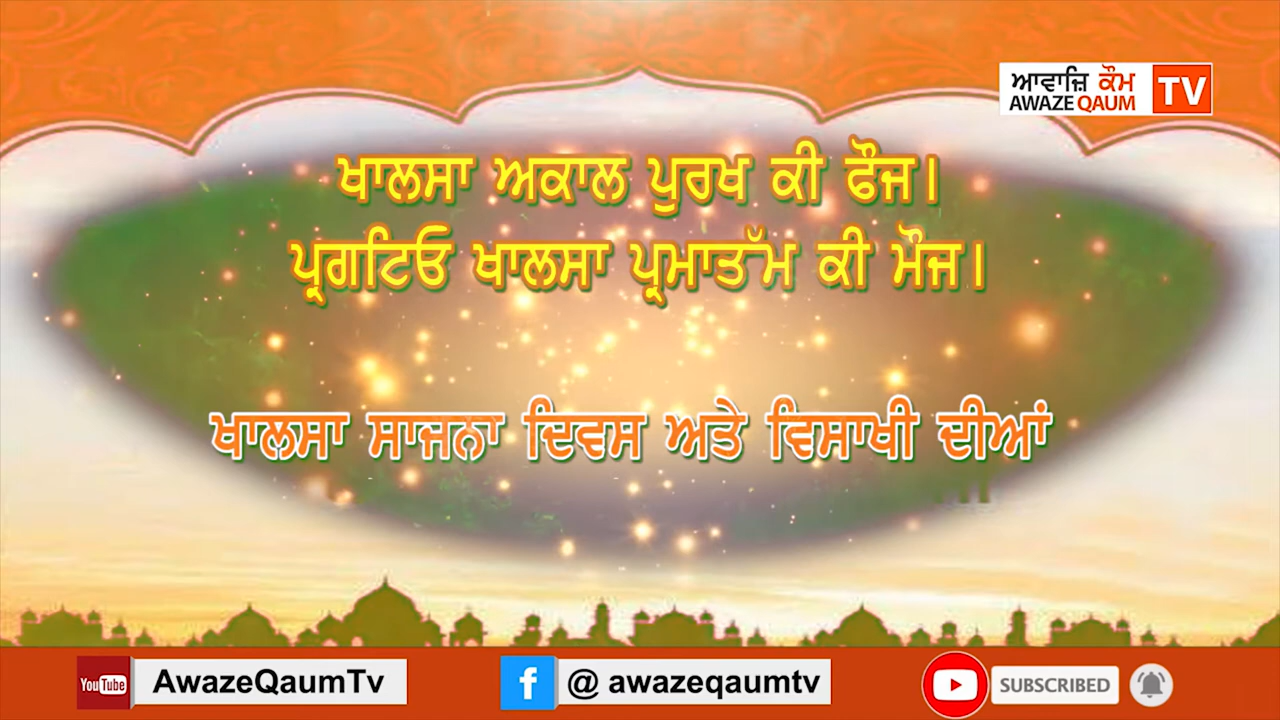 ਆਵਾਜ਼ਿ ਕੌਮ
AWAZE QAUM TV
ਖਾਲਸਾ ਅਕਾਲ ਪੁਰਖ ਕੀ ਫੌਜ।
ਪ੍ਰਗਟਿਓ ਖਾਲਸਾ ਪ੍ਰਮਾਤੱਮ ਕੀ ਮੌਜ।
ਖਾਲਸਾ ਸਾਜਨਾ ਦਿਵਸ ਅਤੇ ਵਿਸਾਖੀ ਦੀਆਂ
YouTube AwazeQaumTv
f @ awazeqaumtv
SUBSCRIBED